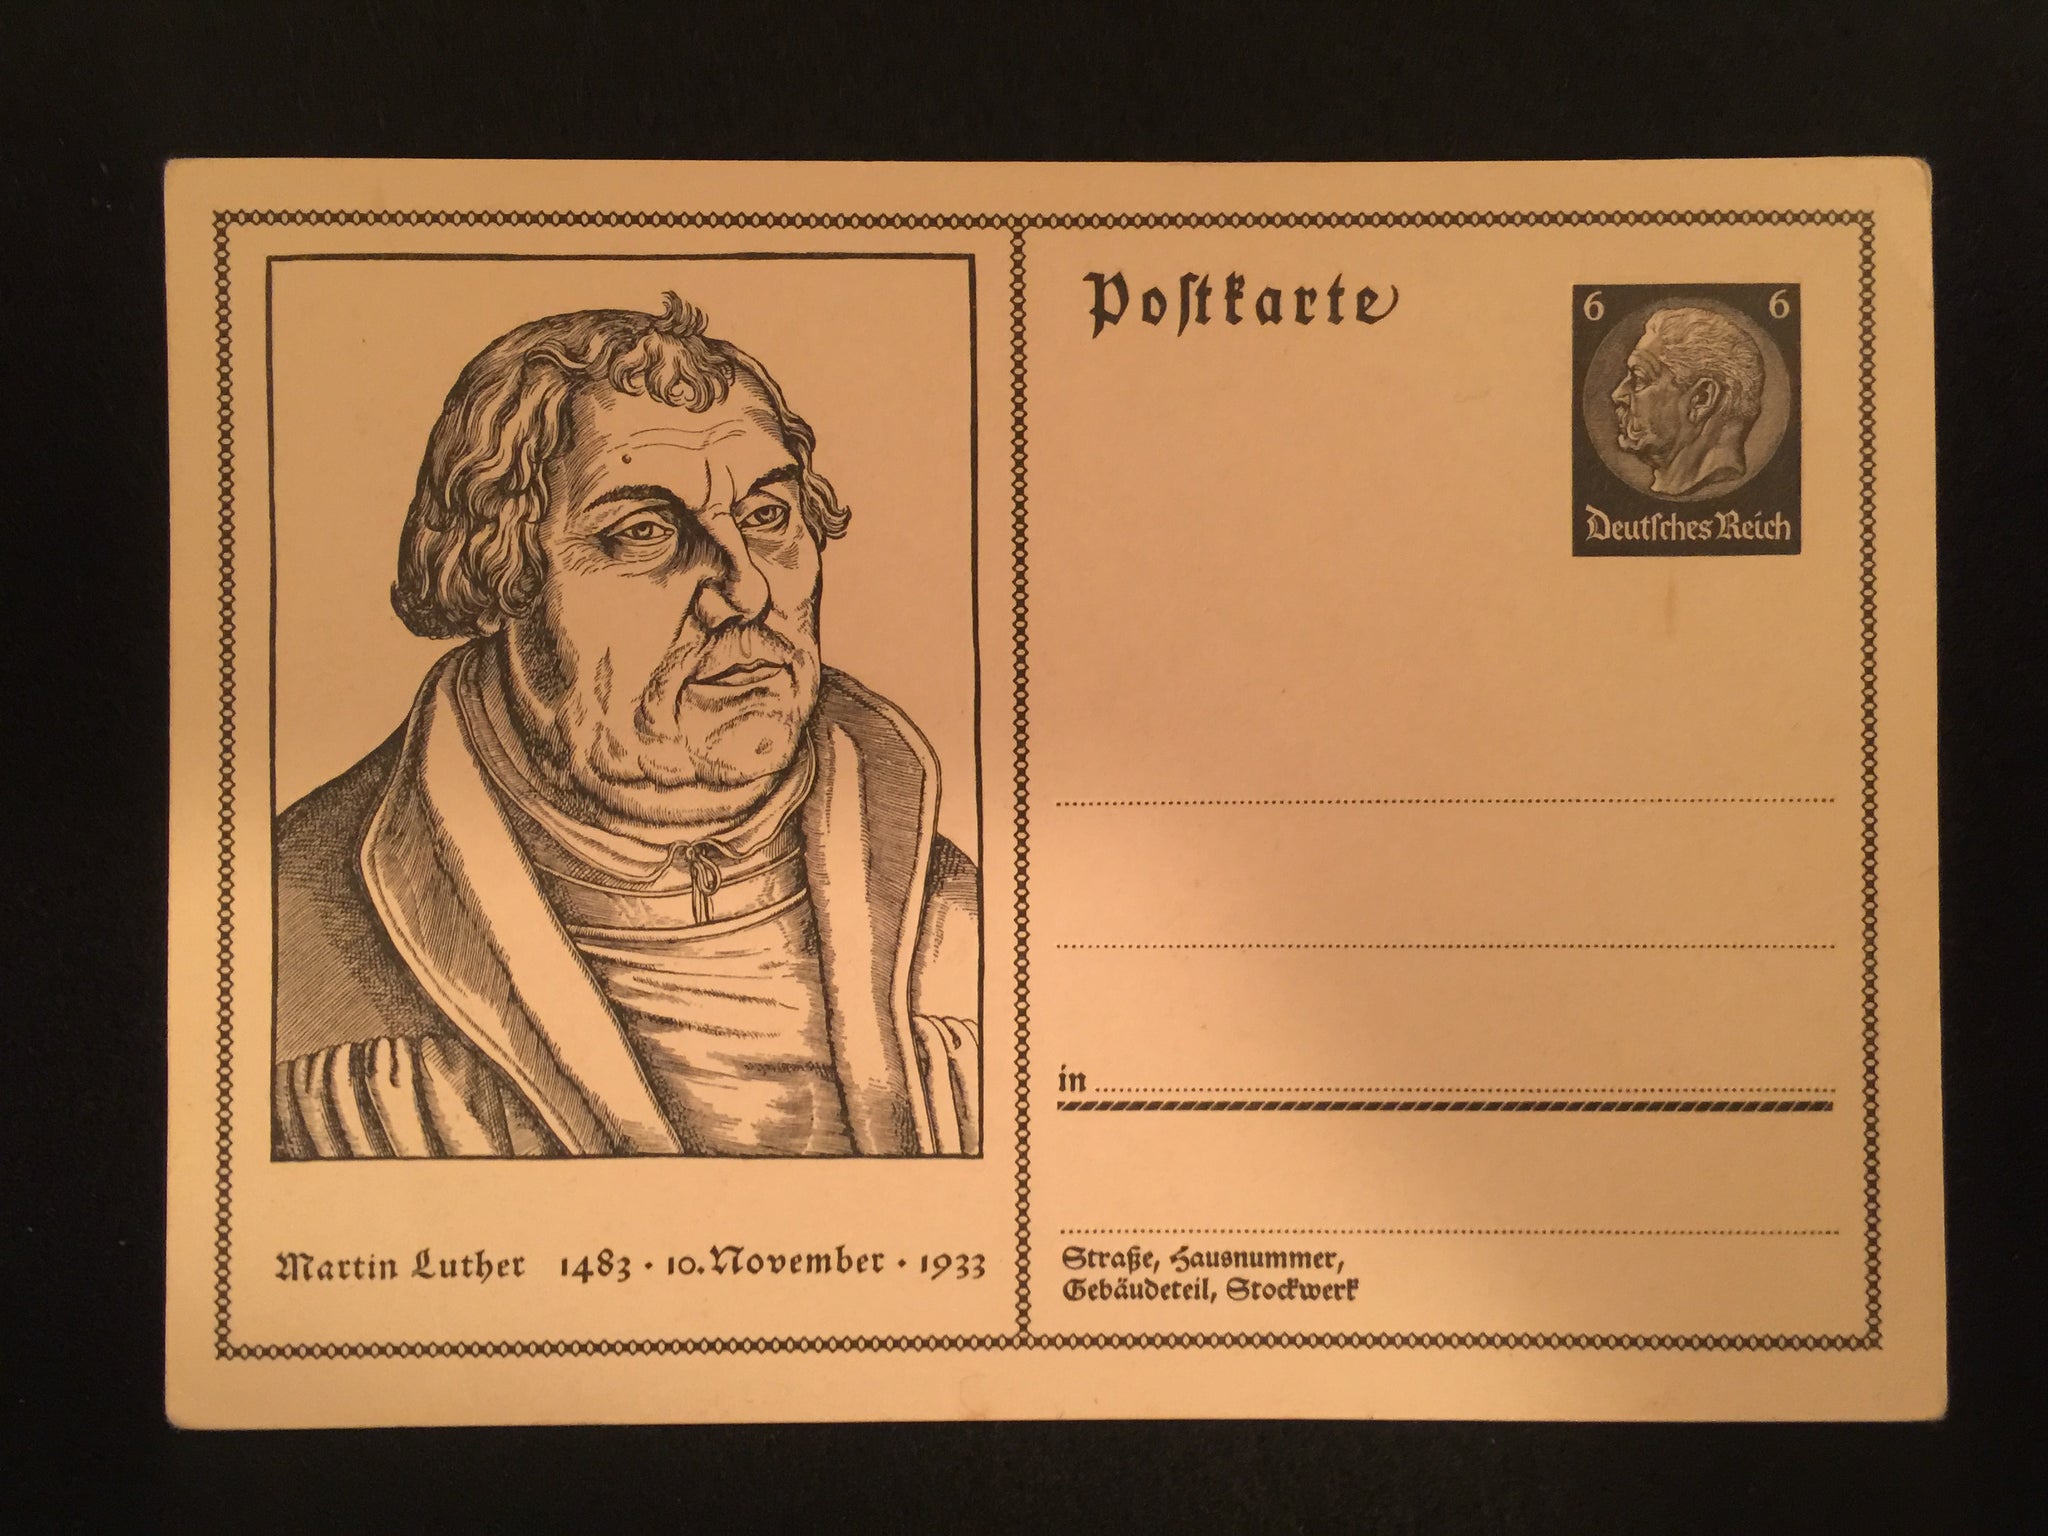 Poſtkarte
6 6
Deutſches Reich
in
Straße, Hausnummer,
Gebäudeteil, Stockwerk
Martin Luther 1483 · 10. November · 1933